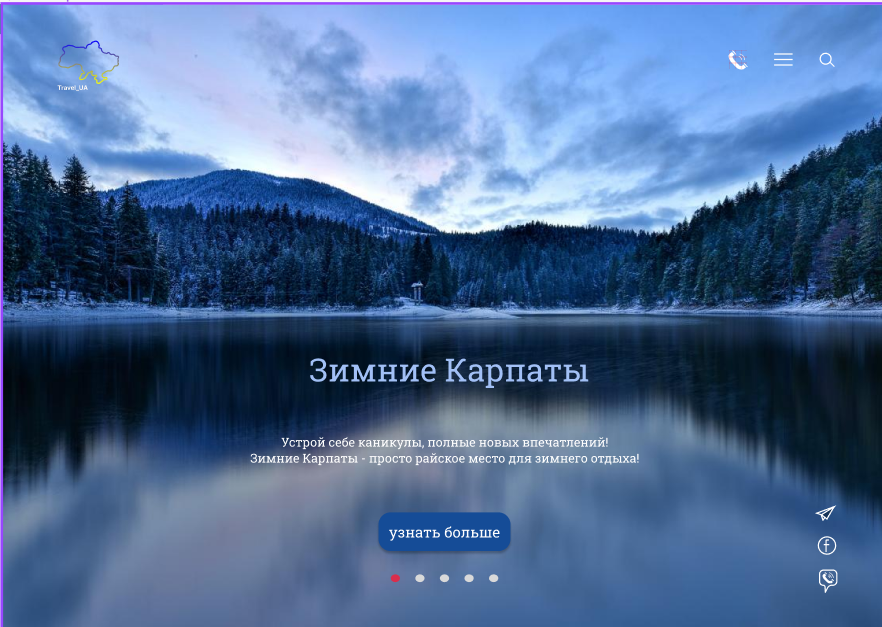 Travel_UA
Зимние Карпаты
Устрой себе каникулы, полные новых впечатлений!
Зимние Карпаты - просто райское место для зимнего отдыха!
узнать больше